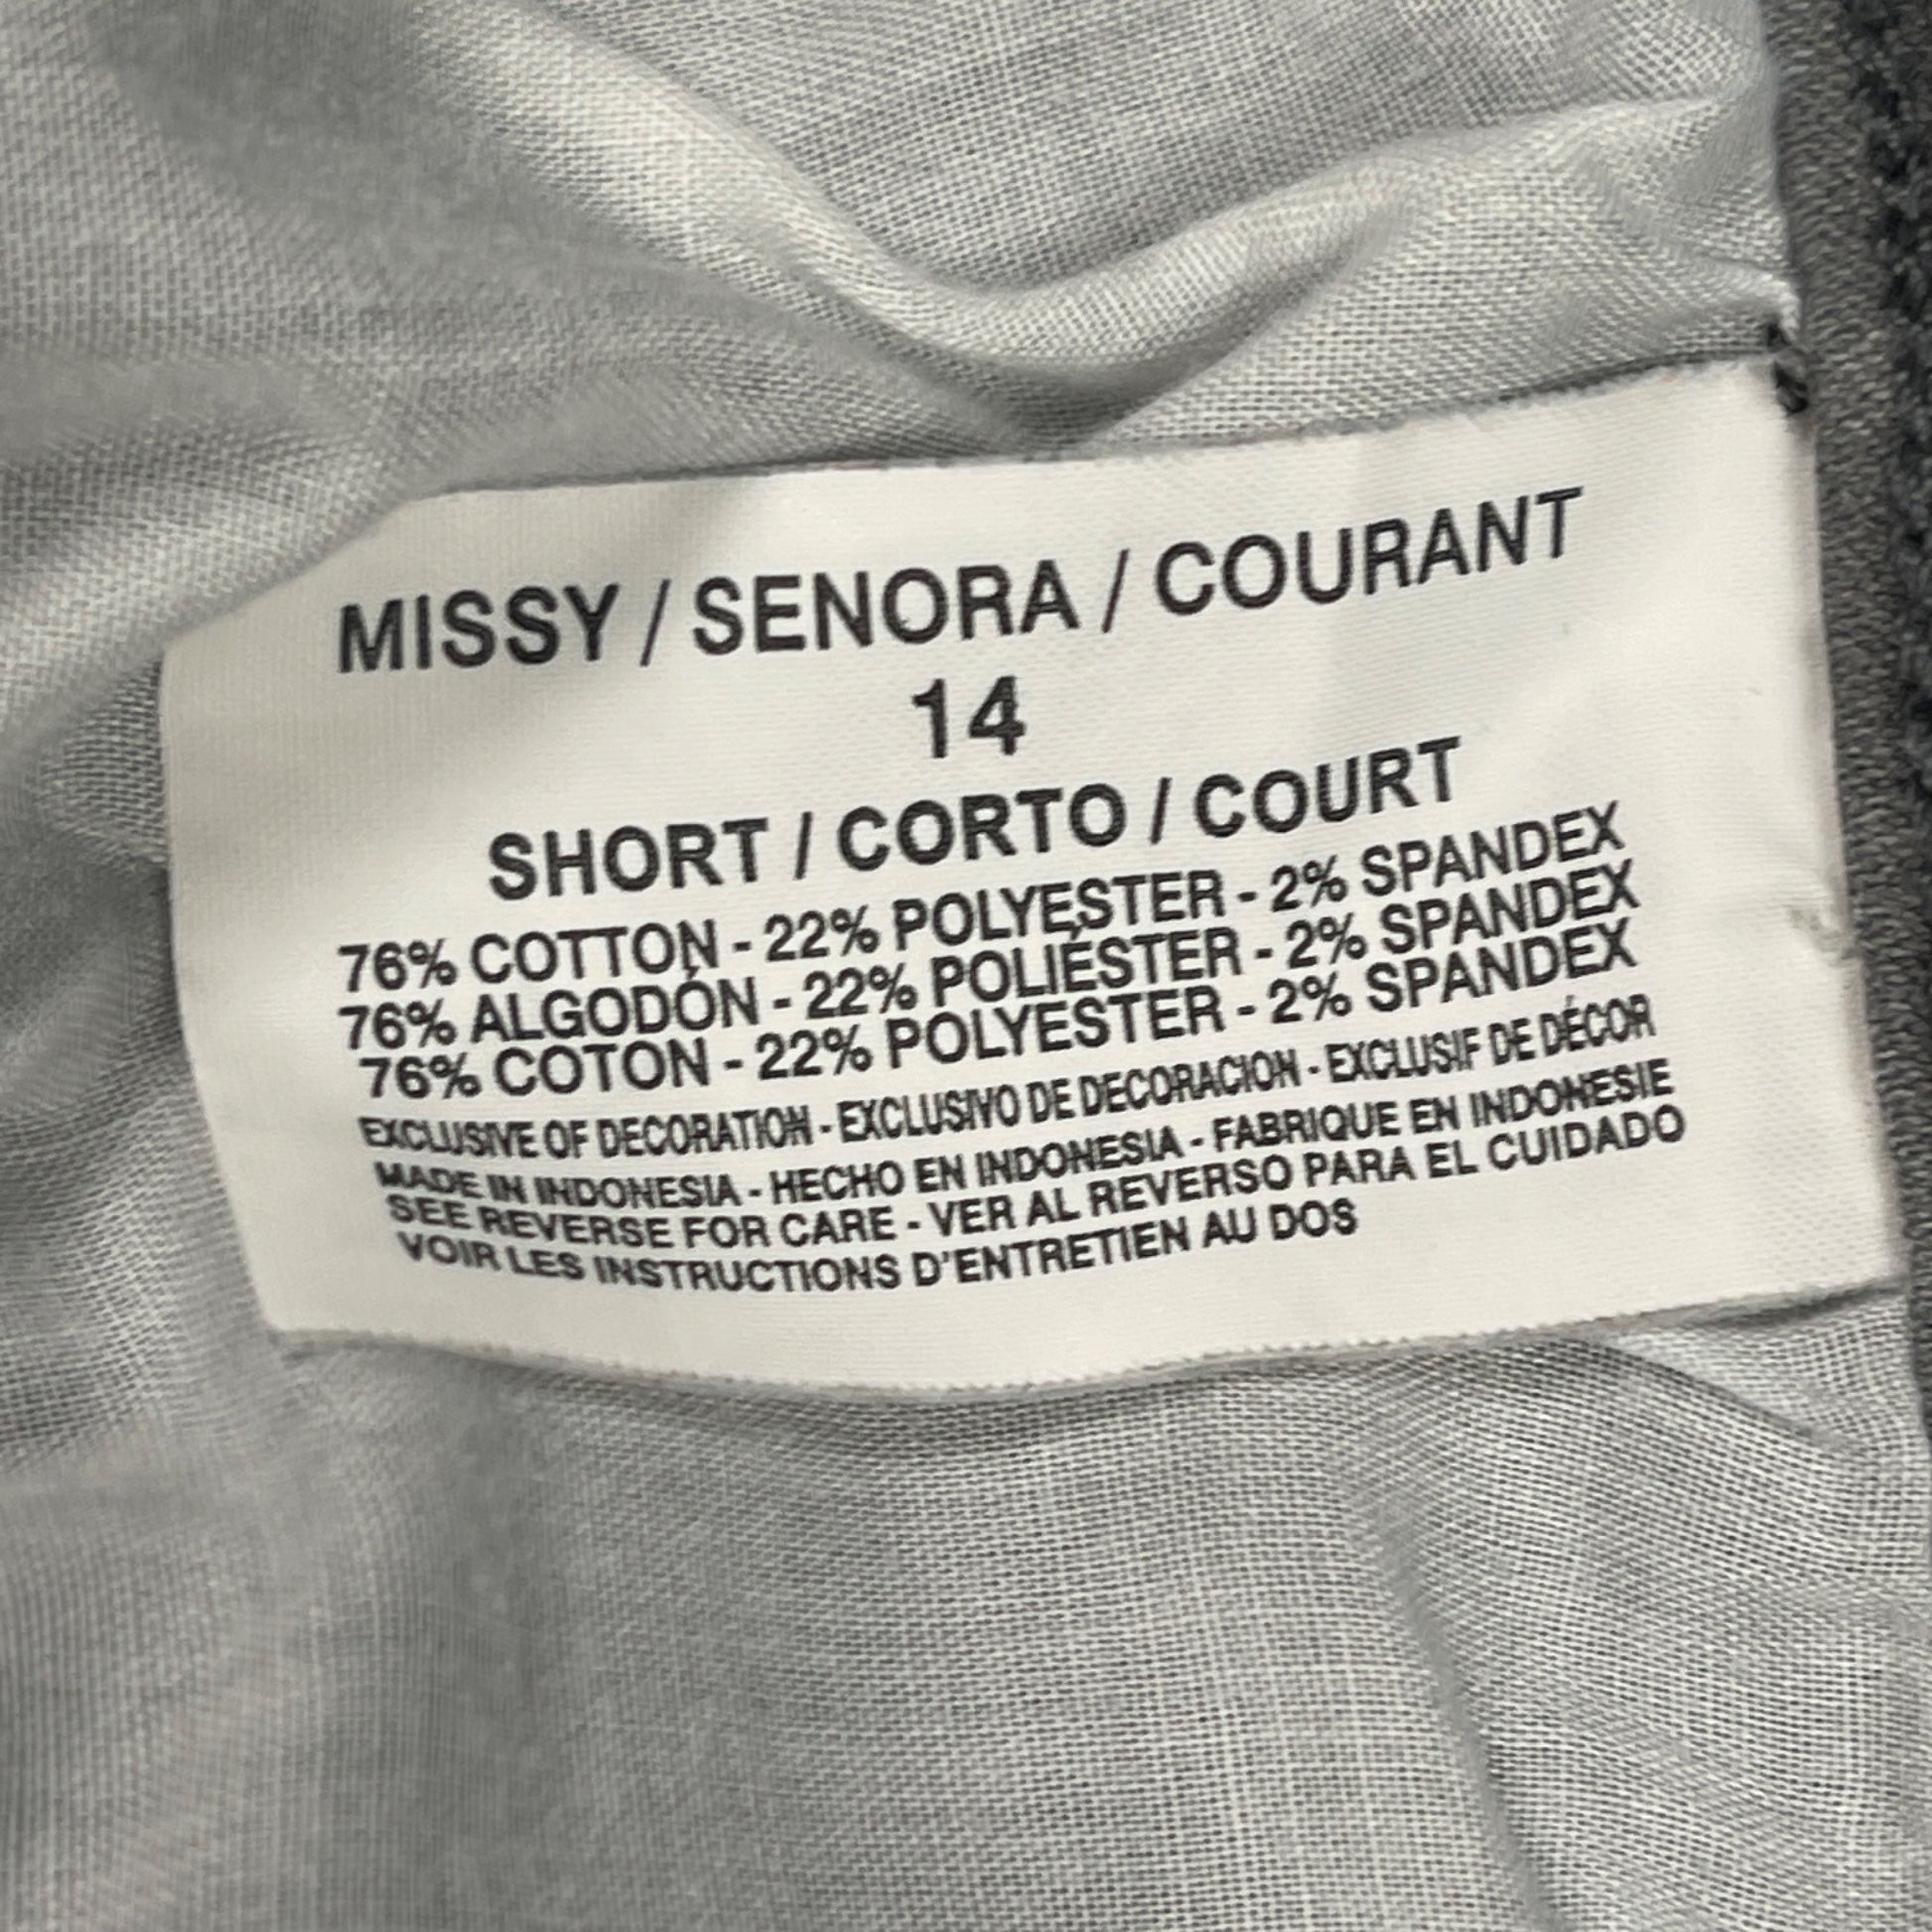 MISSY / SENORA / COURANT
14
SHORT / CORTO / COURT
76% COTTON - 22% POLYESTER - 2% SPANDEX
76% ALGODÓN - 22% POLIÉSTER - 2% SPANDEX
76% COTON - 22% POLYESTER - 2% SPANDEX
EXCLUSIVE OF DECORATION - EXCLUSIVO DE DECORACION - EXCLUSIF DE DÉCOR
MADE IN INDONESIA - HECHO EN INDONESIA - FABRIQUE EN INDONESIE
SEE REVERSE FOR CARE - VER AL REVERSO PARA EL CUIDADO
VOIR LES INSTRUCTIONS D'ENTRETIEN AU DOS